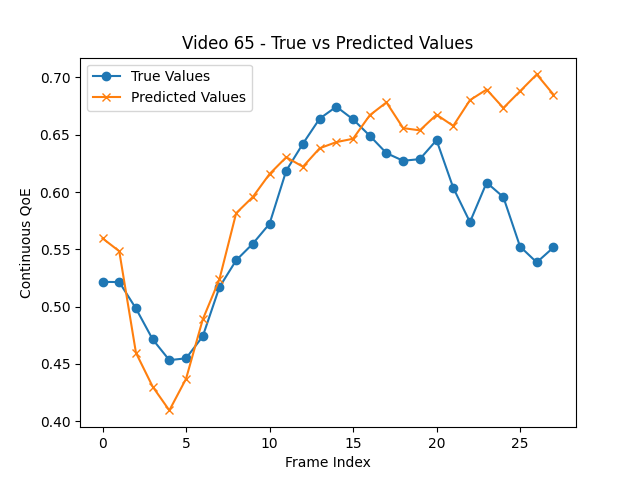 Video 65 - True vs Predicted Values
True Values
Predicted Values
Continuous QoE
0.70
0.65
0.60
0.55
0.50
0.45
0.40
0 5 10 15 20 25
Frame Index